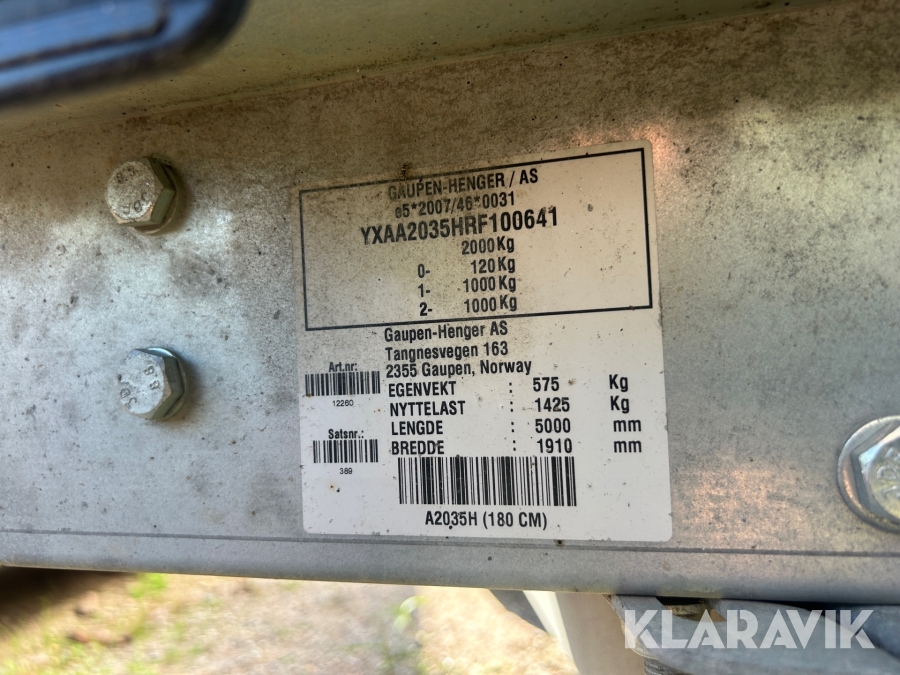 GAUPEN-HENGER / AS
e5*2007/46*0031
YXAA2035HRF100641
2000Kg
0- 120Kg
1- 1000Kg
2- 1000Kg
Gaupen-Henger AS
Tangnesvegen 163
2355 Gaupen, Norway
Art.nr:
12260
EGENVEKT : 575 Kg
NYTTELAST : 1425 Kg
LENGDE : 5000 mm
BREDDE : 1910 mm
Satsnr.:
389
A2035H (180 CM)
8.8
KLARAVIK